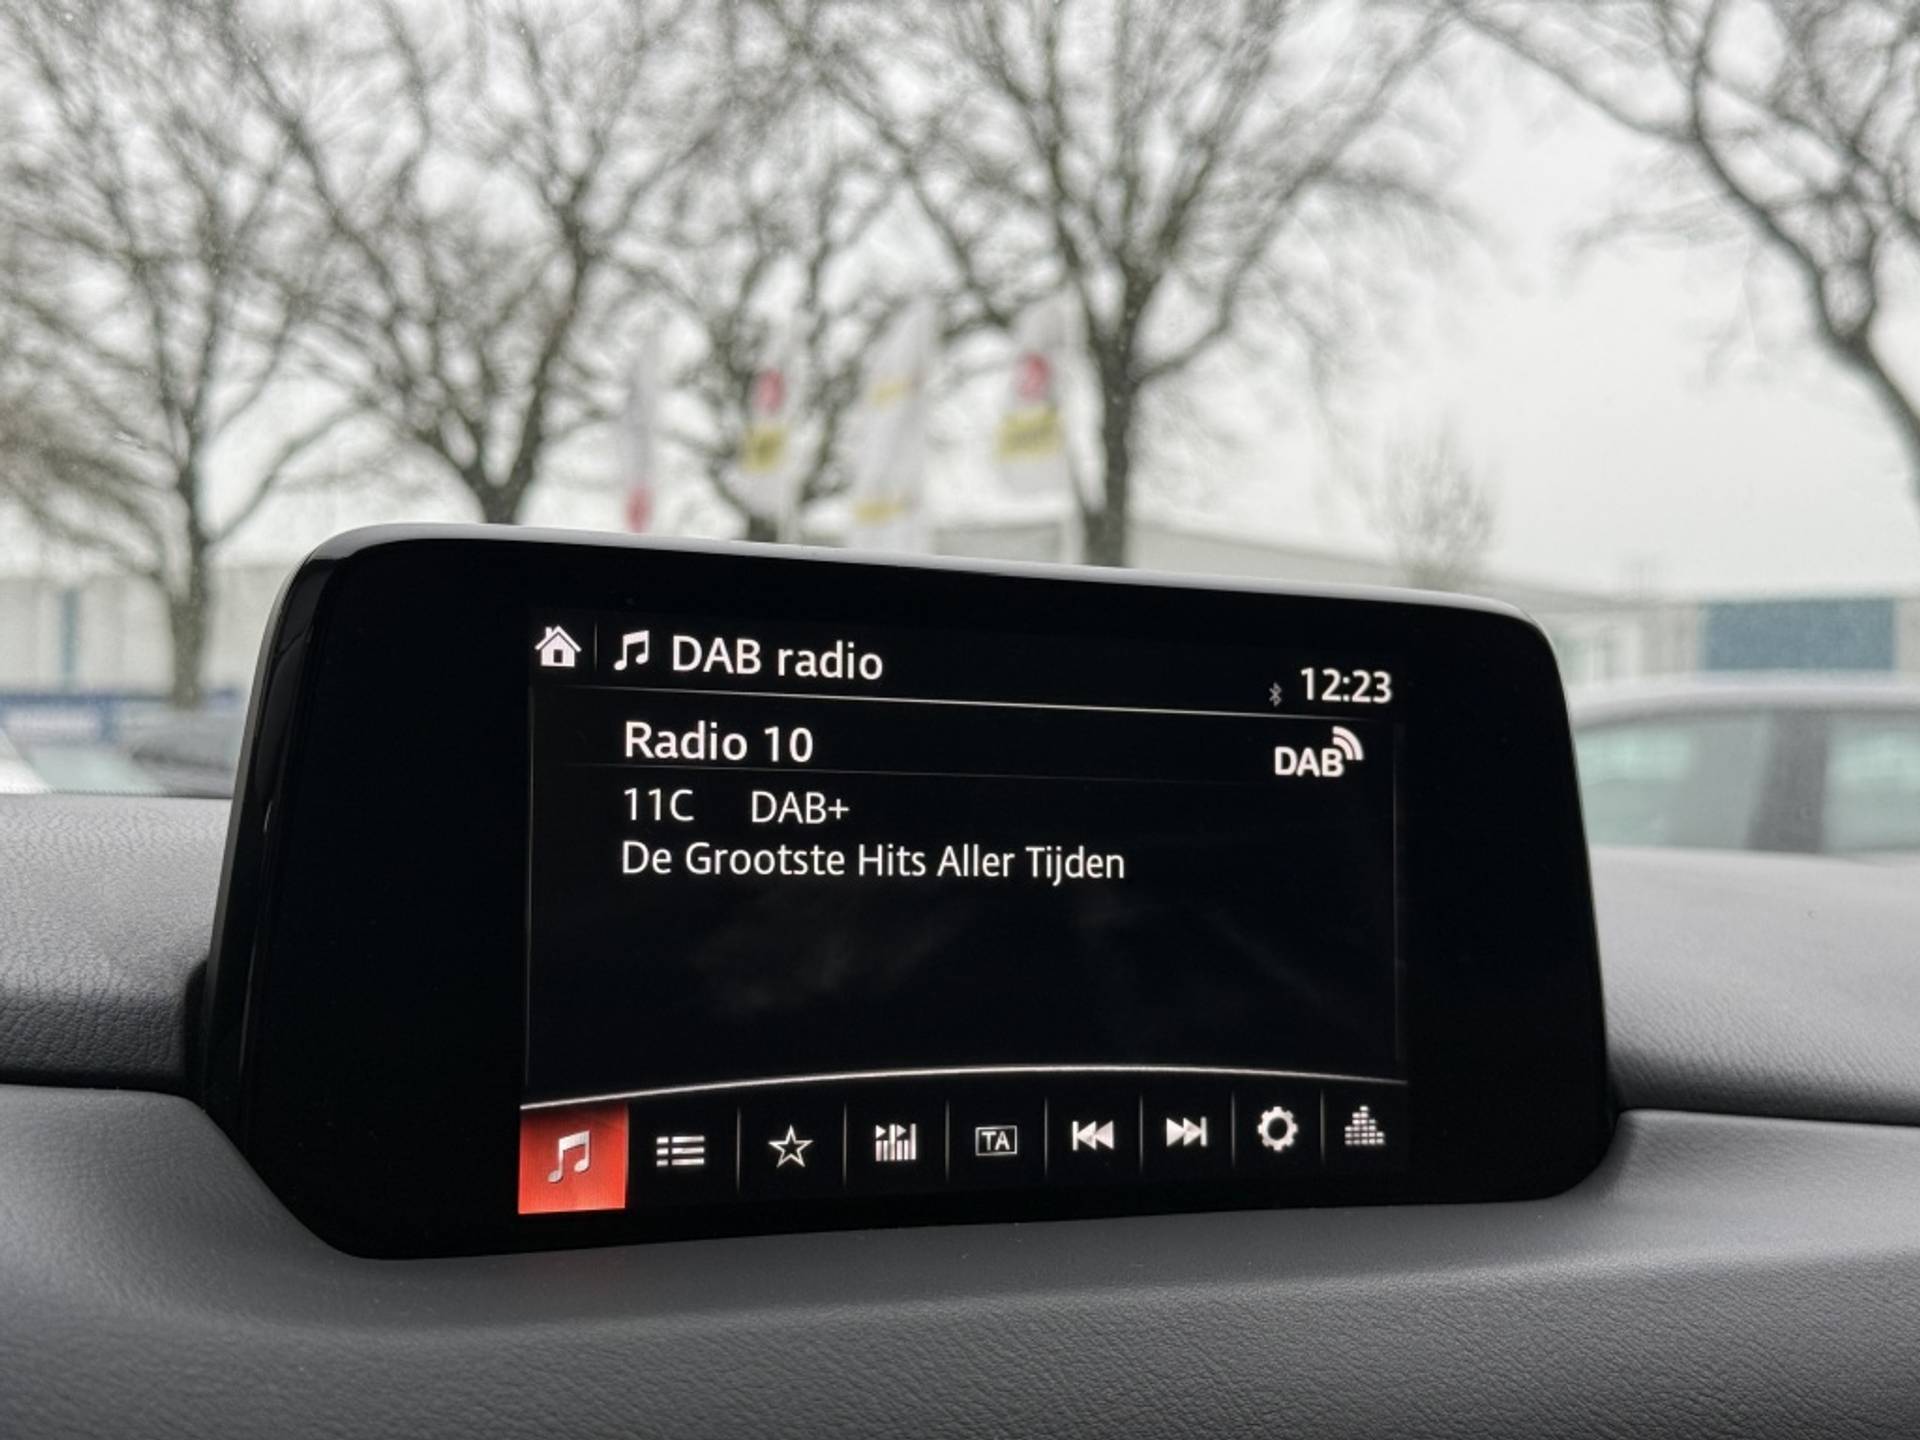 DAB radio
12:23
Radio 10
DAB
11C DAB+
De Grootste Hits Aller Tijden
TA